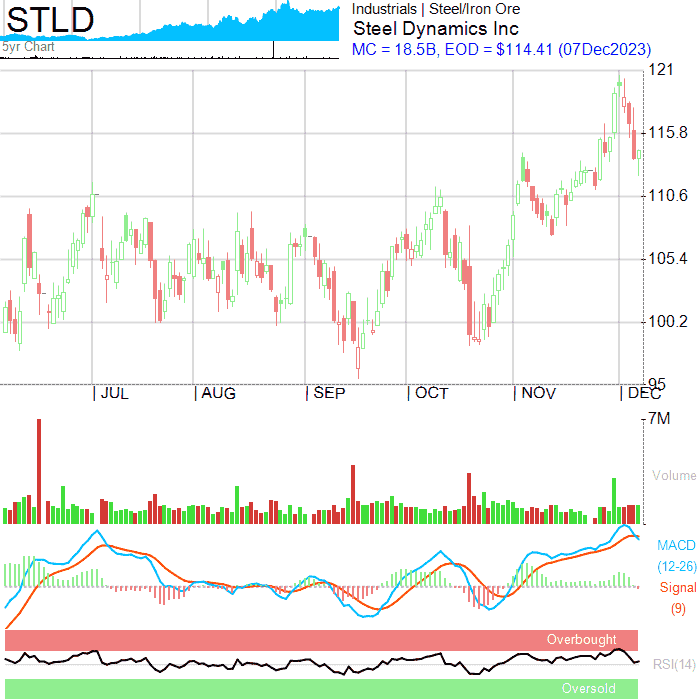 STLD
5yr Chart
Industrials | Steel/Iron Ore
Steel Dynamics Inc
MC = 18.5B, EOD = $114.41 (07Dec2023)
121
115.8
110.6
105.4
100.2
95
JUL AUG SEP OCT NOV DEC
7M
Volume
MACD
(12-26)
Signal
(9)
Overbought
RSI(14)
Oversold